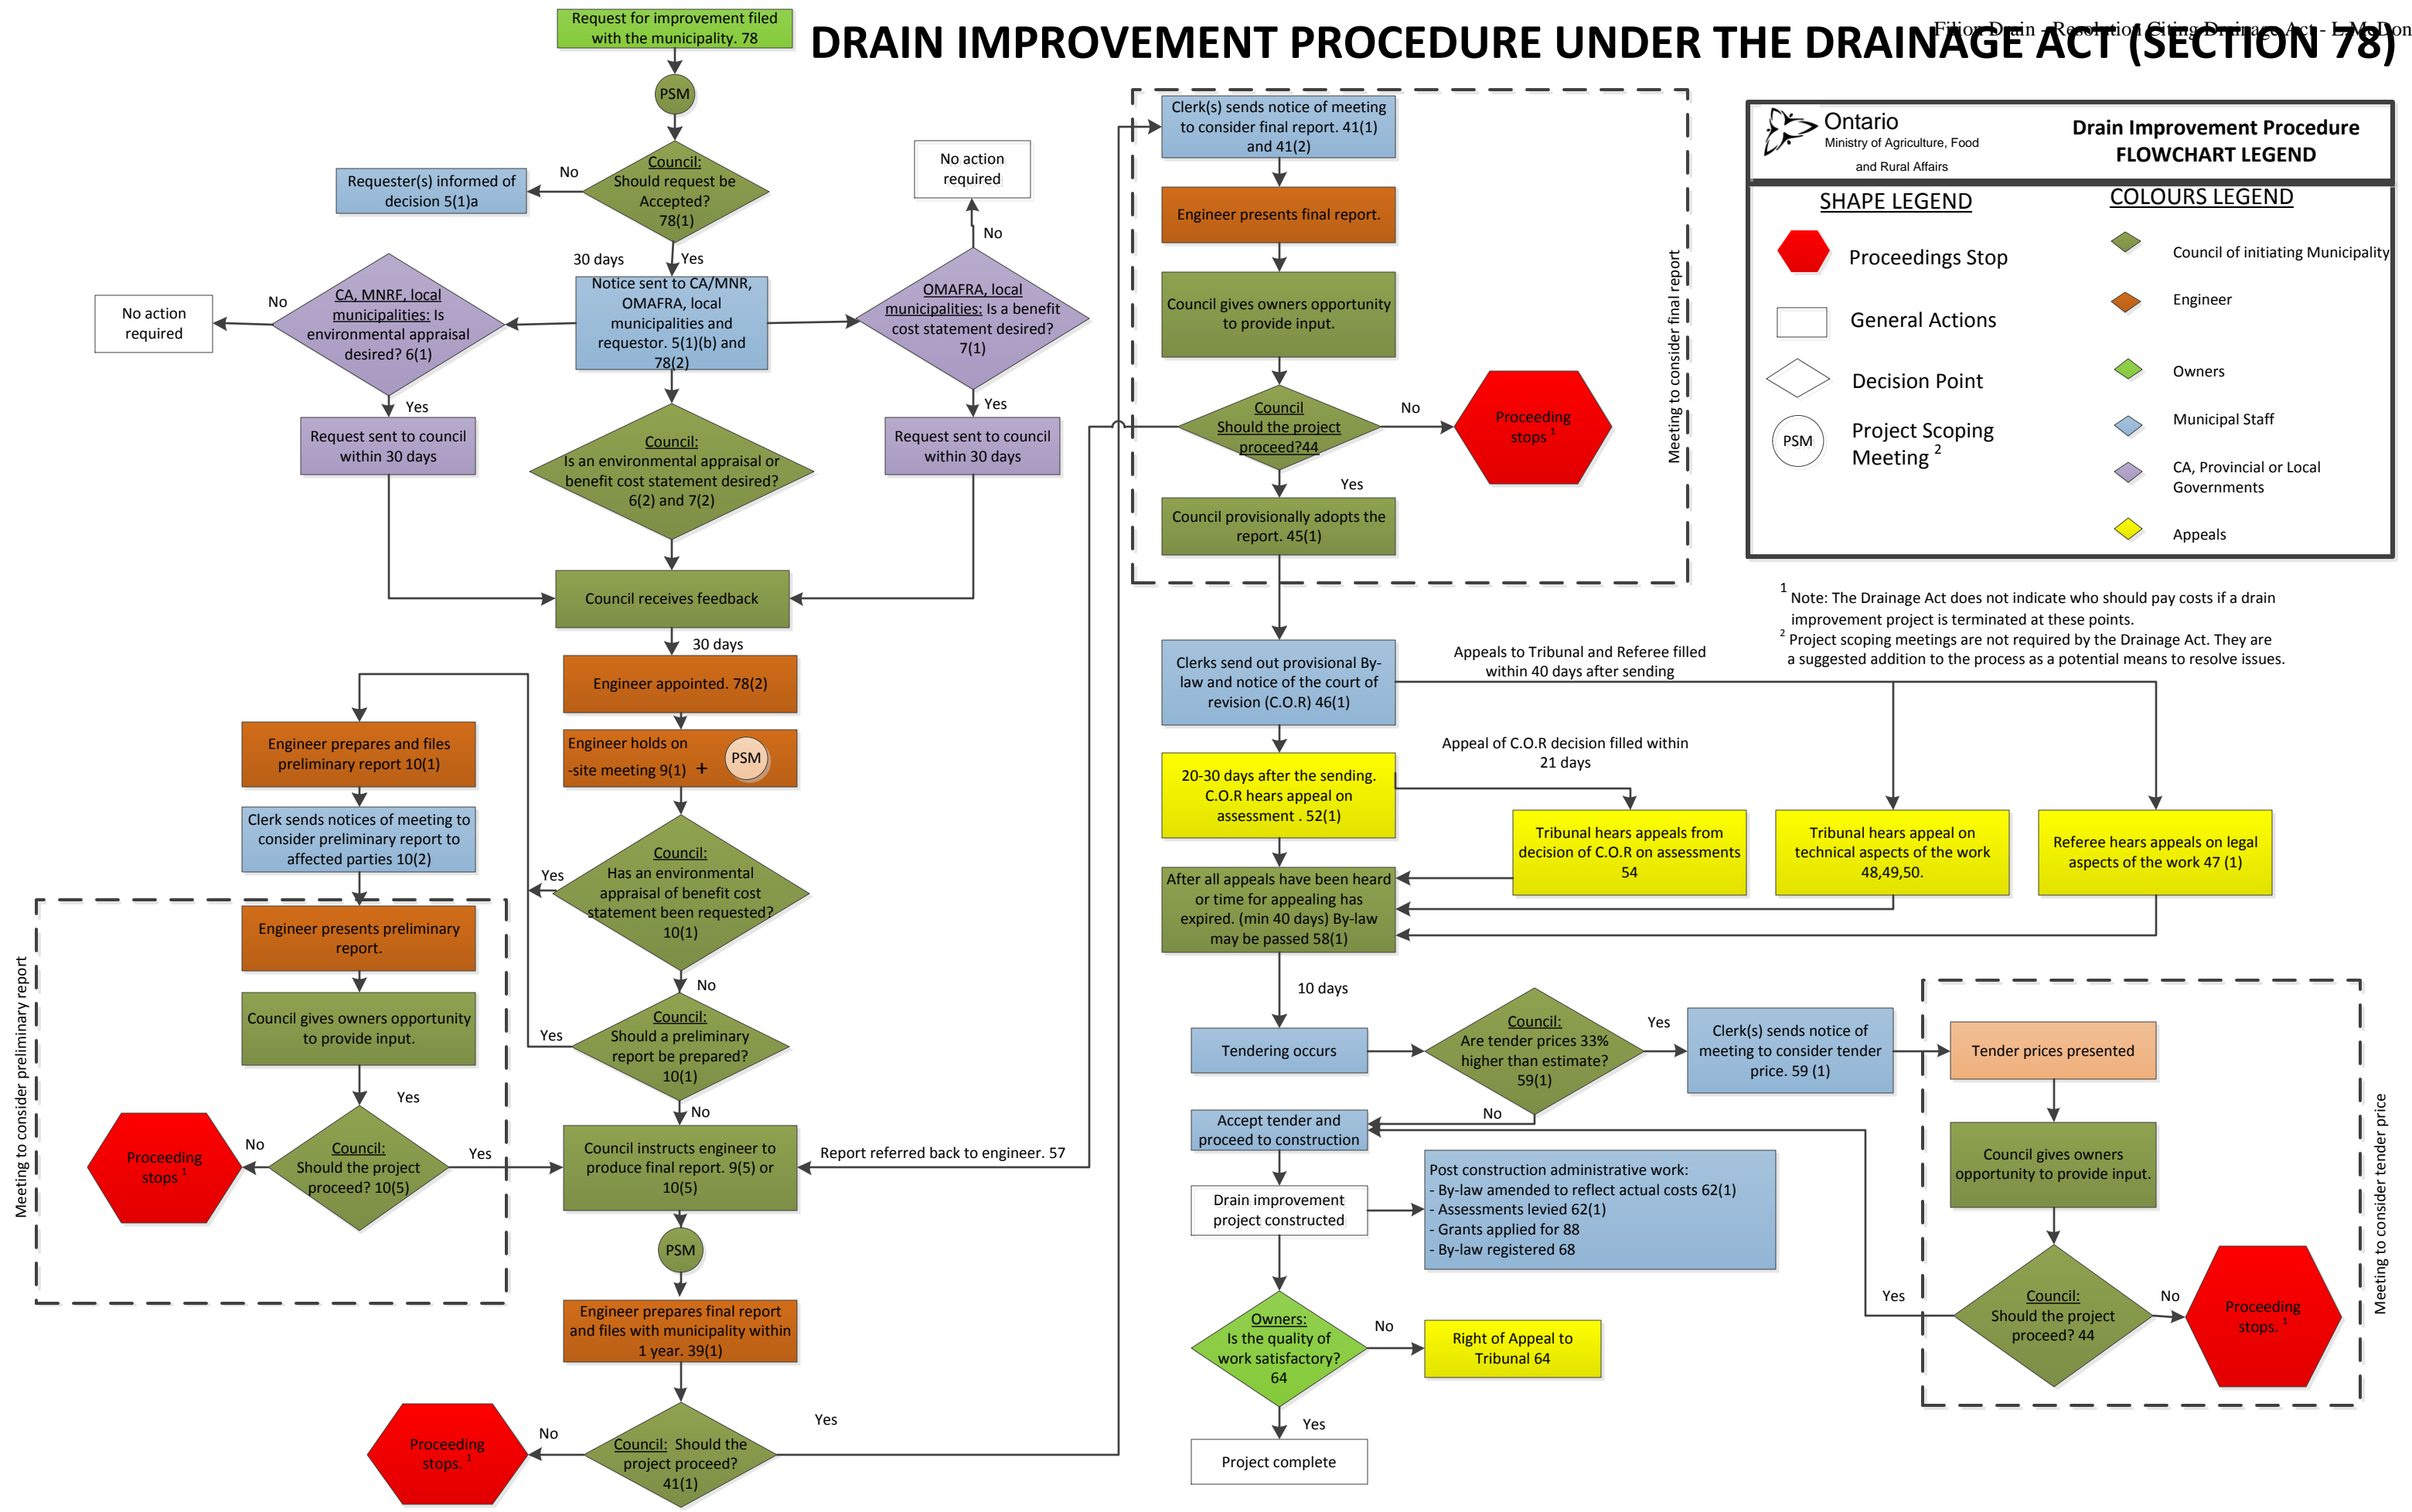 Filion Drain - Resolution Citing Drainage Act - L.McDon
DRAIN IMPROVEMENT PROCEDURE UNDER THE DRAINAGE ACT (SECTION 78)
Request for improvement filed
with the municipality. 78
PSM
Council:
Should request be
Accepted?
78(1)
No
Requester(s) informed of
decision 5(1)a
30 days
Yes
Notice sent to CA/MNR,
OMAFRA, local
municipalities and
requestor. 5(1)(b) and
78(2)
CA, MNRF, local
municipalities: Is
environmental appraisal
desired? 6(1)
No
No action
required
Yes
Request sent to council
within 30 days
OMAFRA, local
municipalities: Is a benefit
cost statement desired?
7(1)
No
No action
required
Yes
Request sent to council
within 30 days
Council:
Is an environmental appraisal or
benefit cost statement desired?
6(2) and 7(2)
Council receives feedback
30 days
Engineer appointed. 78(2)
Engineer holds on
-site meeting 9(1) +
PSM
Council:
Has an environmental
appraisal of benefit cost
statement been requested?
10(1)
Yes
No
Council:
Should a preliminary
report be prepared?
10(1)
Yes
No
Engineer prepares and files
preliminary report 10(1)
Clerk sends notices of meeting to
consider preliminary report to
affected parties 10(2)
Meeting to consider preliminary report
Engineer presents preliminary
report.
Council gives owners opportunity
to provide input.
Yes
Council:
Should the project
proceed? 10(5)
No
Proceeding
stops 1
Yes
Council instructs engineer to
produce final report. 9(5) or
10(5)
Report referred back to engineer. 57
PSM
Engineer prepares final report
and files with municipality within
1 year. 39(1)
Council: Should the
project proceed?
41(1)
No
Proceeding
stops. 1
Yes
Clerk(s) sends notice of meeting
to consider final report. 41(1)
and 41(2)
Engineer presents final report.
Council gives owners opportunity
to provide input.
Council
Should the project
proceed?44
No
Proceeding
stops 1
Yes
Council provisionally adopts the
report. 45(1)
Meeting to consider final report
Clerks send out provisional By-
law and notice of the court of
revision (C.O.R) 46(1)
Appeals to Tribunal and Referee filled
within 40 days after sending
20-30 days after the sending.
C.O.R hears appeal on
assessment . 52(1)
Appeal of C.O.R decision filled within
21 days
Tribunal hears appeals from
decision of C.O.R on assessments
54
Tribunal hears appeal on
technical aspects of the work
48,49,50.
Referee hears appeals on legal
aspects of the work 47 (1)
After all appeals have been heard
or time for appealing has
expired. (min 40 days) By-law
may be passed 58(1)
10 days
Tendering occurs
Council:
Are tender prices 33%
higher than estimate?
59(1)
Yes
No
Clerk(s) sends notice of
meeting to consider tender
price. 59 (1)
Tender prices presented
Council gives owners
opportunity to provide input.
Council:
Should the project
proceed? 44
Yes
No
Proceeding
stops. 1
Meeting to consider tender price
Accept tender and
proceed to construction
Drain improvement
project constructed
Post construction administrative work:
- By-law amended to reflect actual costs 62(1)
- Assessments levied 62(1)
- Grants applied for 88
- By-law registered 68
Owners:
Is the quality of
work satisfactory?
64
No
Right of Appeal to
Tribunal 64
Yes
Project complete
Ontario
Ministry of Agriculture, Food
and Rural Affairs
Drain Improvement Procedure
FLOWCHART LEGEND
SHAPE LEGEND
Proceedings Stop
General Actions
Decision Point
PSM
Project Scoping
Meeting 2
COLOURS LEGEND
Council of initiating Municipality
Engineer
Owners
Municipal Staff
CA, Provincial or Local
Governments
Appeals
1 Note: The Drainage Act does not indicate who should pay costs if a drain
improvement project is terminated at these points.
2 Project scoping meetings are not required by the Drainage Act. They are
a suggested addition to the process as a potential means to resolve issues.